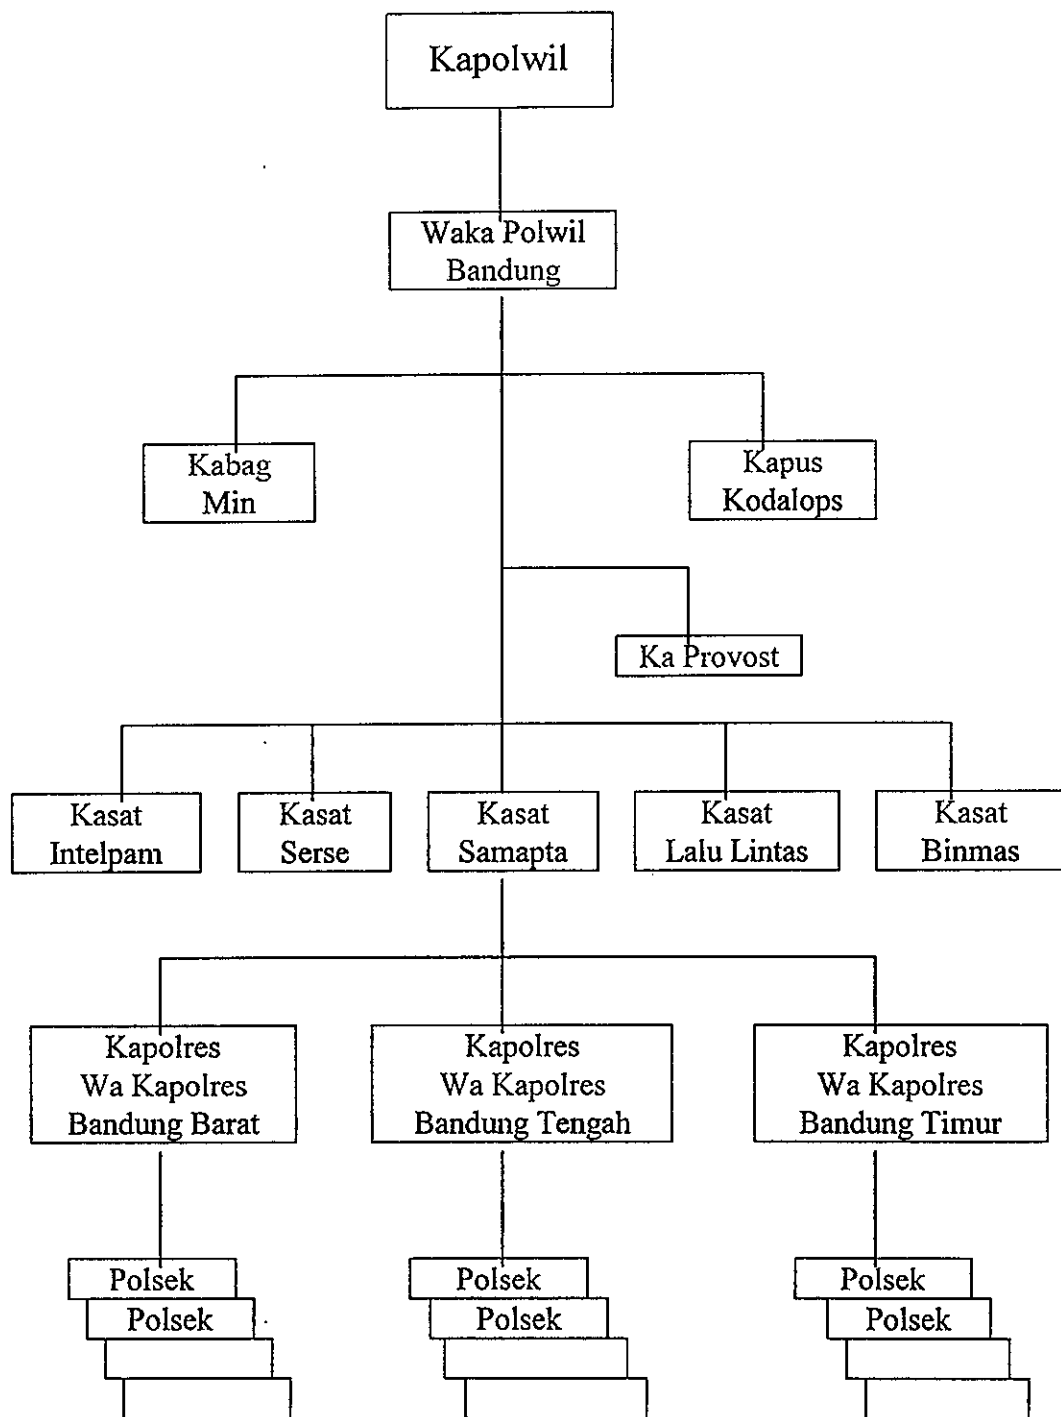 Kapolwil
Waka Polwil
Bandung
Kabag
Min
Kapus
Kodalops
Ka Provost
Kasat
Intelpam
Kasat
Serse
Kasat
Samapta
Kasat
Lalu Lintas
Kasat
Binmas
Kapolres
Wa Kapolres
Bandung Barat
Kapolres
Wa Kapolres
Bandung Tengah
Kapolres
Wa Kapolres
Bandung Timur
Polsek
Polsek
Polsek
Polsek
Polsek
Polsek